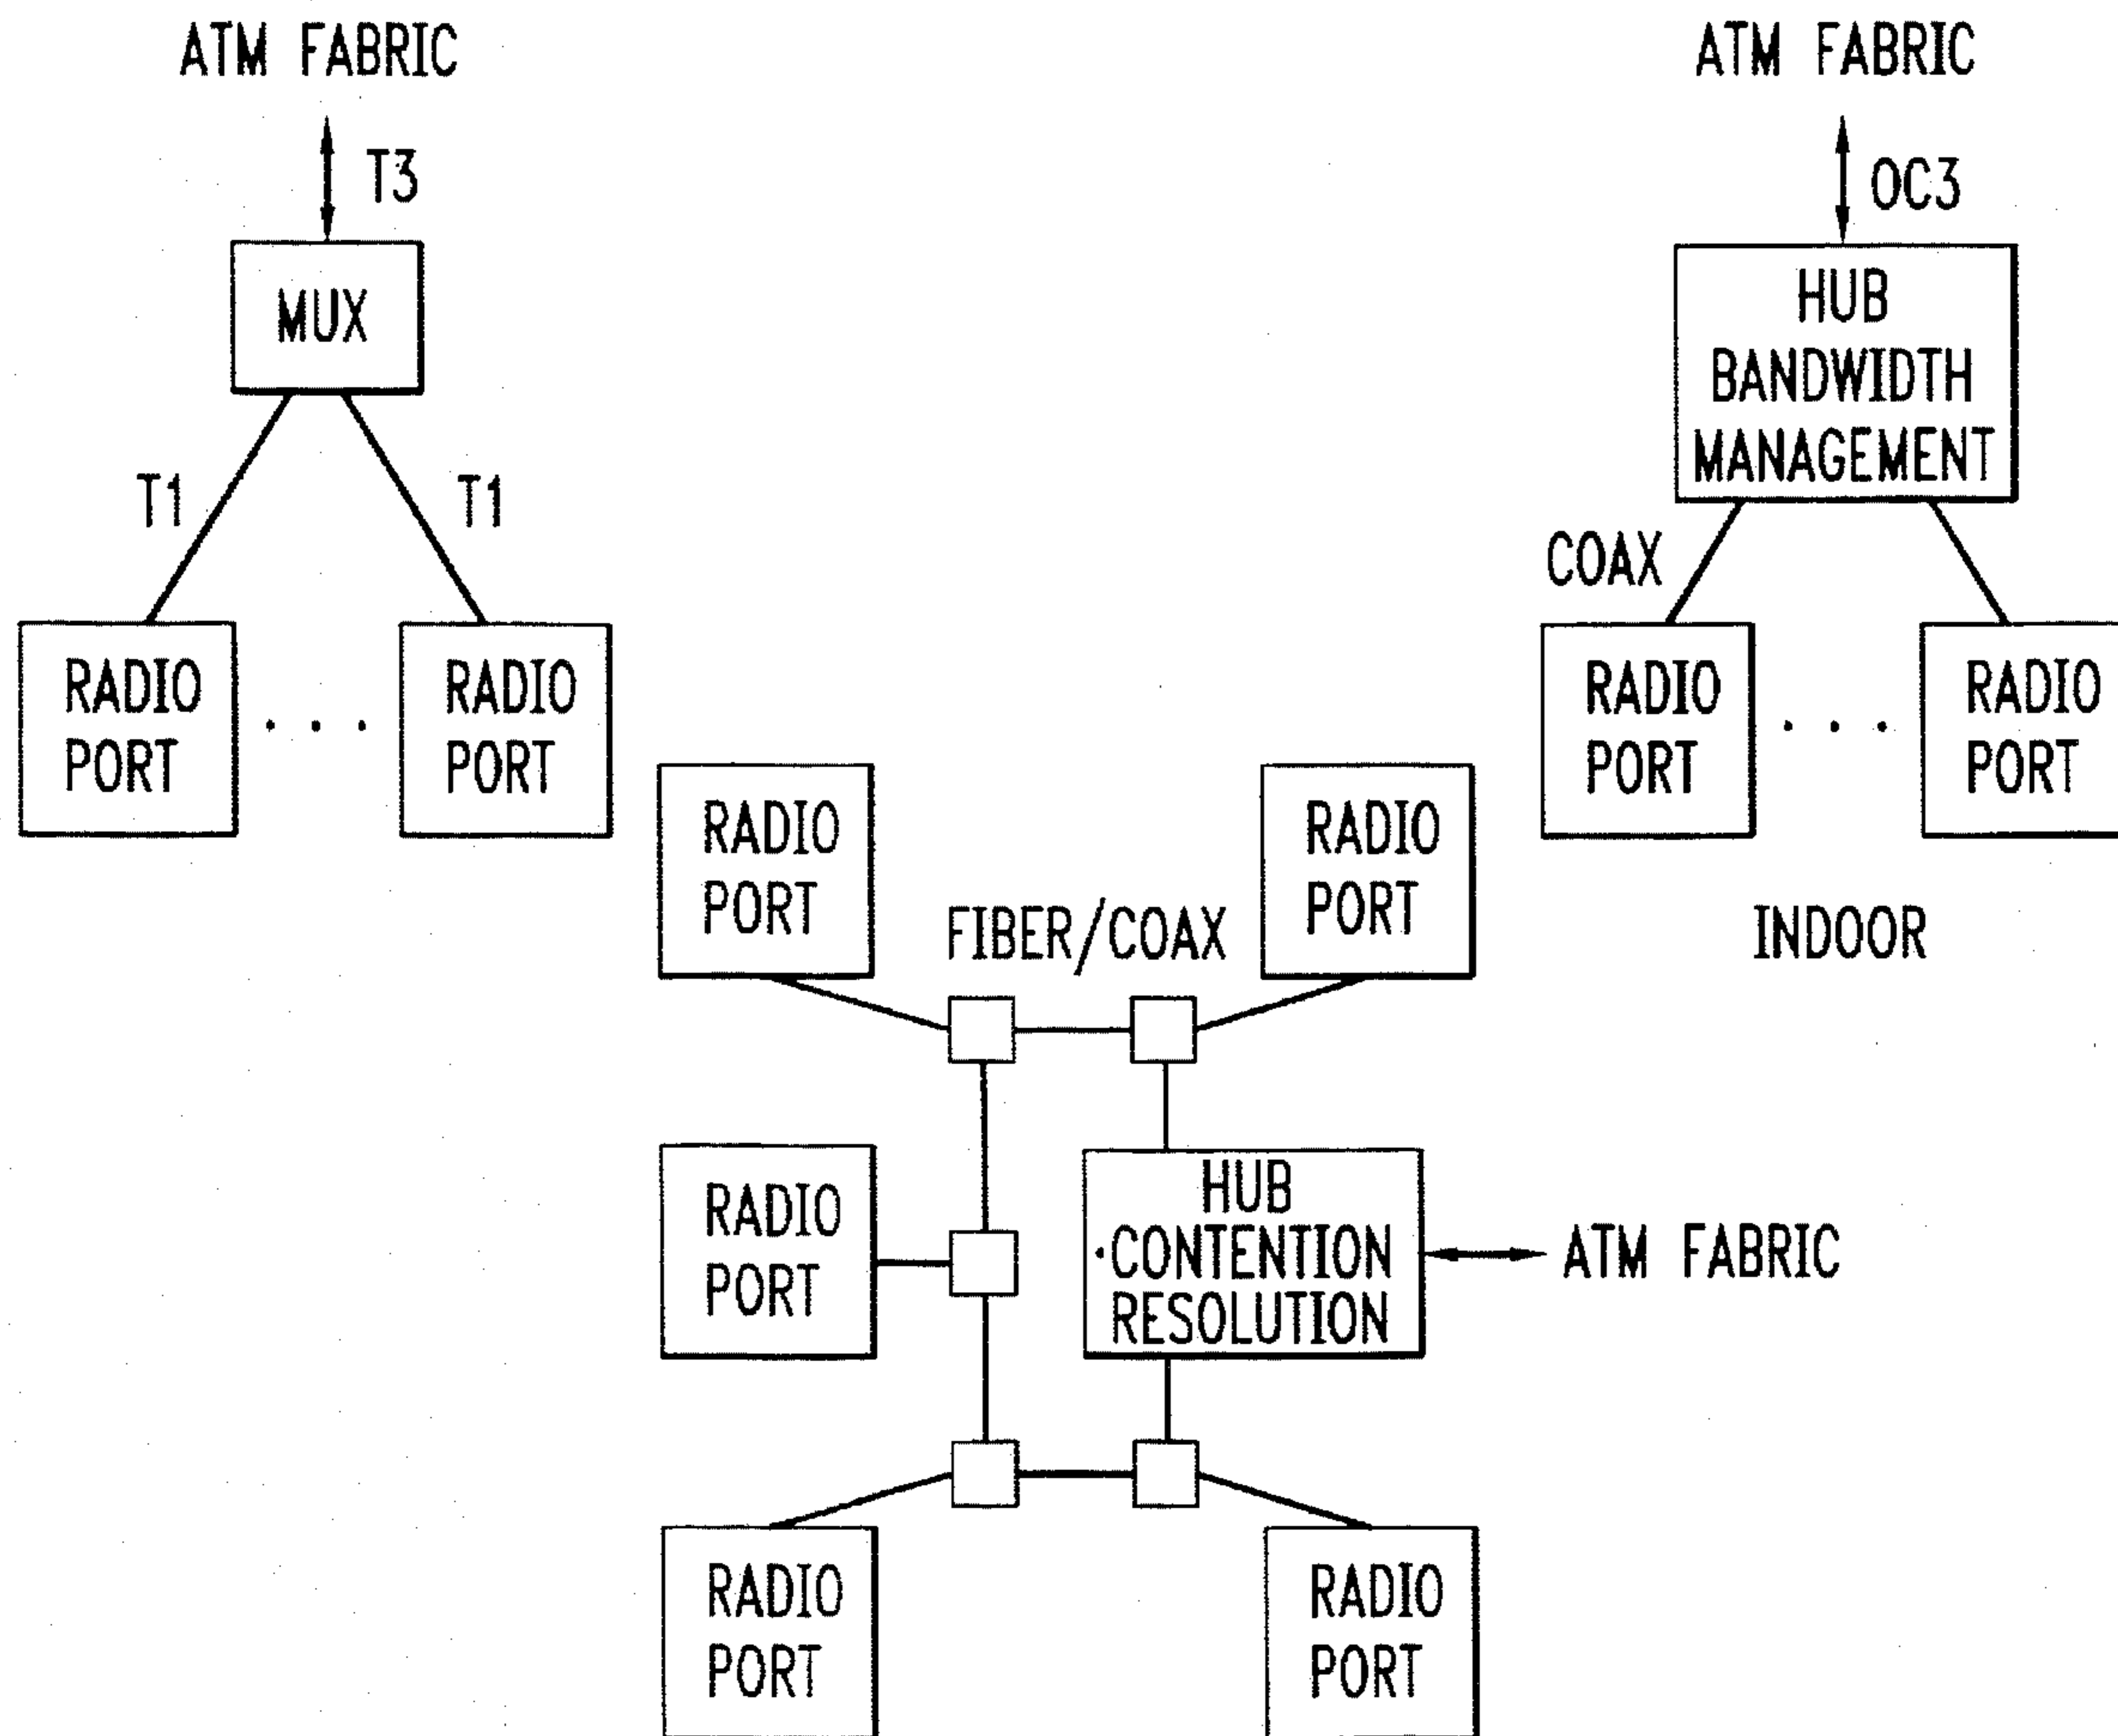 ATM FABRIC
T3
MUX
T1
T1
RADIO
PORT
. . .
RADIO
PORT
ATM FABRIC
OC3
HUB
BANDWIDTH
MANAGEMENT
COAX
RADIO
PORT
. . .
RADIO
PORT
INDOOR
RADIO
PORT
FIBER/COAX
RADIO
PORT
RADIO
PORT
HUB
·CONTENTION
RESOLUTION
ATM FABRIC
RADIO
PORT
RADIO
PORT